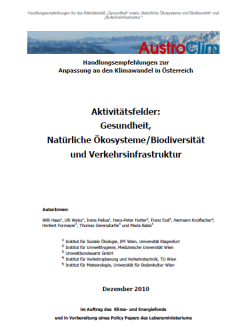 Handlungsempfehlungen für das Aktivitätsfeld „Gesundheit“ sowie „Natürliche Ökosysteme und Biodiversität“ und
„Verkehrsinfrastruktur“
AustroClim
Handlungsempfehlungen zur
Anpassung an den Klimawandel in Österreich
Aktivitätsfelder:
Gesundheit,
Natürliche Ökosysteme/Biodiversität
und Verkehrsinfrastruktur
AutorInnen:
Willi Haas¹, Ulli Weisz¹, Irene Pallua¹, Hans-Peter Hutter², Franz Essl³, Hermann Knoflacher⁴,
Herbert Formayer⁵, Thomas Gerersdorfer⁵ und Maria Balas³
¹ Institut für Soziale Ökologie, IFF Wien, Universität Klagenfurt
² Institut für Umwelthygiene, Medizinische Universität Wien
³ Umweltbundesamt GmbH
⁴ Institut für Verkehrsplanung und Verkehrstechnik, TU Wien
⁵ Institut für Meteorologie, Universität für Bodenkultur Wien
Dezember 2010
im Auftrag des Klima- und Energiefonds
und in Vorbereitung eines Policy Papers des Lebensministeriums